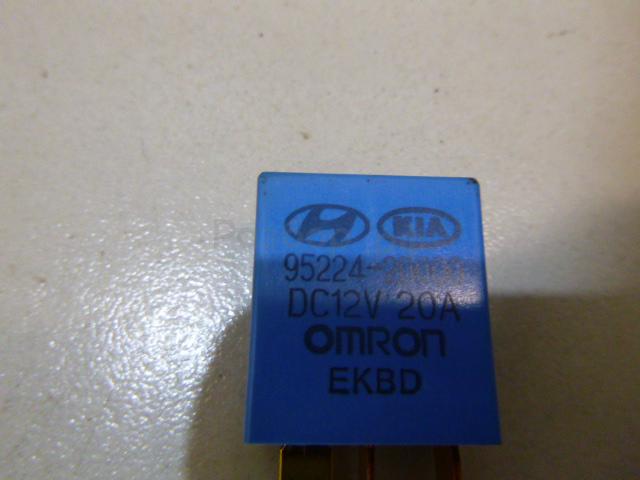 KIA
95224-
DC12V 20A
OMRON
EKBD